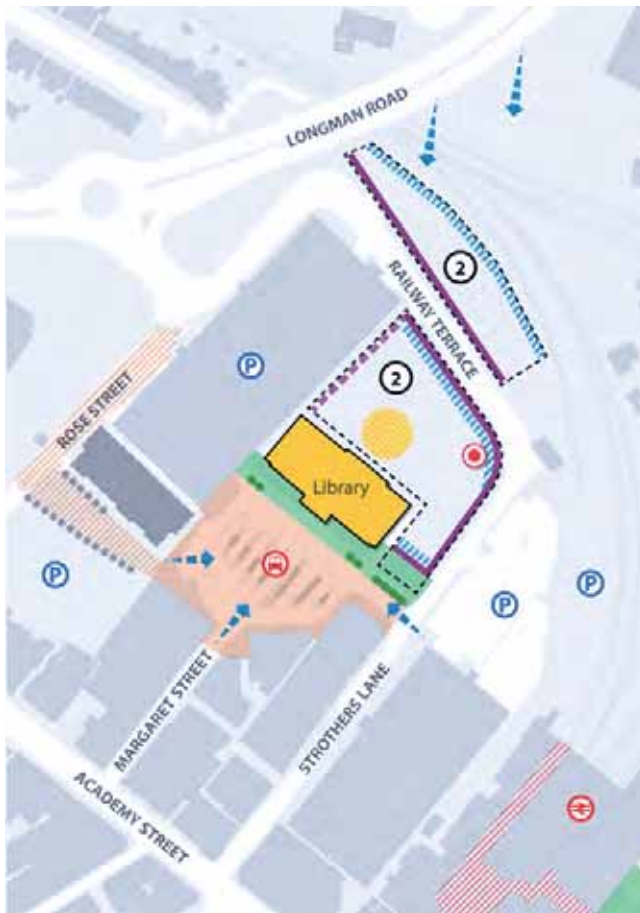 LONGMAN ROAD
2
RAILWAY TERRACE
2
P
ROSE STREET
Library
P
P
P
MARGARET STREET
STROTHERS LANE
ACADEMY STREET